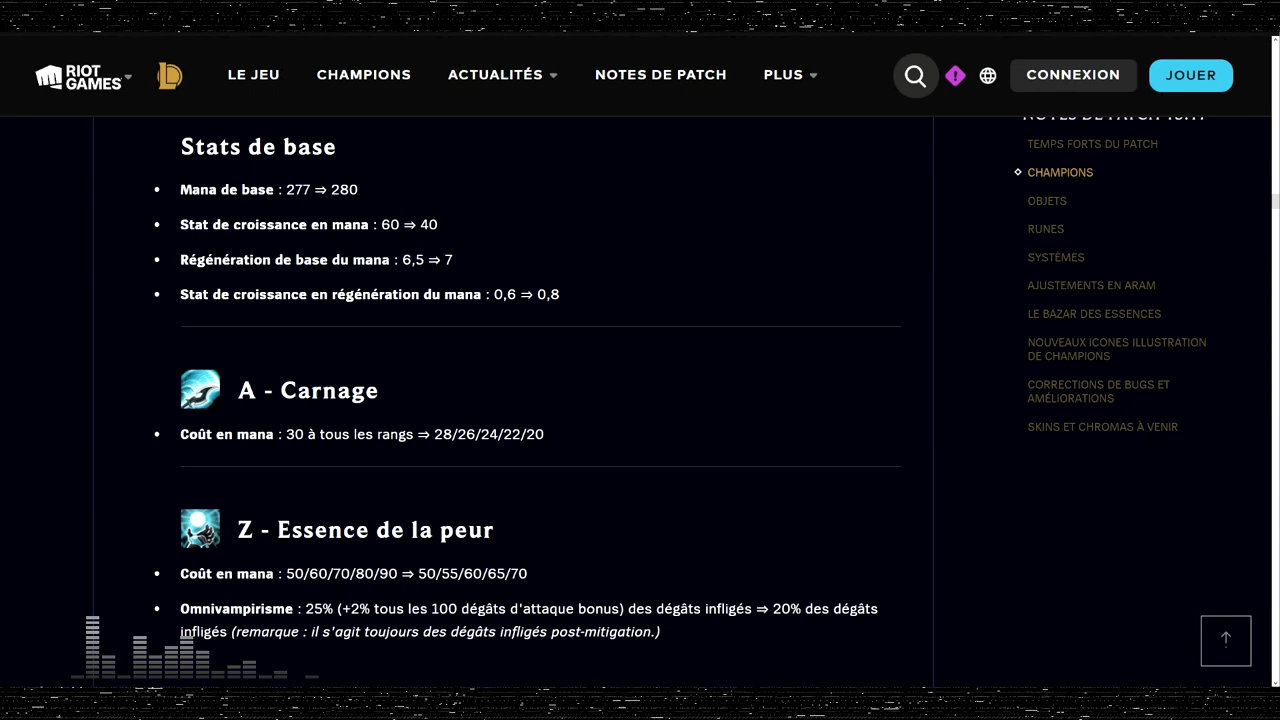 RIOT GAMES
LE JEU
CHAMPIONS
ACTUALITÉS
NOTES DE PATCH
PLUS
CONNEXION
JOUER
Stats de base
Mana de base : 277 ⇒ 280
Stat de croissance en mana : 60 ⇒ 40
Régénération de base du mana : 6,5 ⇒ 7
Stat de croissance en régénération du mana : 0,6 ⇒ 0,8
A - Carnage
Coût en mana : 30 à tous les rangs ⇒ 28/26/24/22/20
Z - Essence de la peur
Coût en mana : 50/60/70/80/90 ⇒ 50/55/60/65/70
Omnivampirisme : 25% (+2% tous les 100 dégâts d'attaque bonus) des dégâts infligés ⇒ 20% des dégâts
infligés (remarque : il s'agit toujours des dégâts infligés post-mitigation.)
NOTES DE PATCH
TEMPS FORTS DU PATCH
CHAMPIONS
OBJETS
RUNES
SYSTÈMES
AJUSTEMENTS EN ARAM
LE BAZAR DES ESSENCES
NOUVEAUX ICONES ILLUSTRATION
DE CHAMPIONS
CORRECTIONS DE BUGS ET
AMÉLIORATIONS
SKINS ET CHROMAS À VENIR